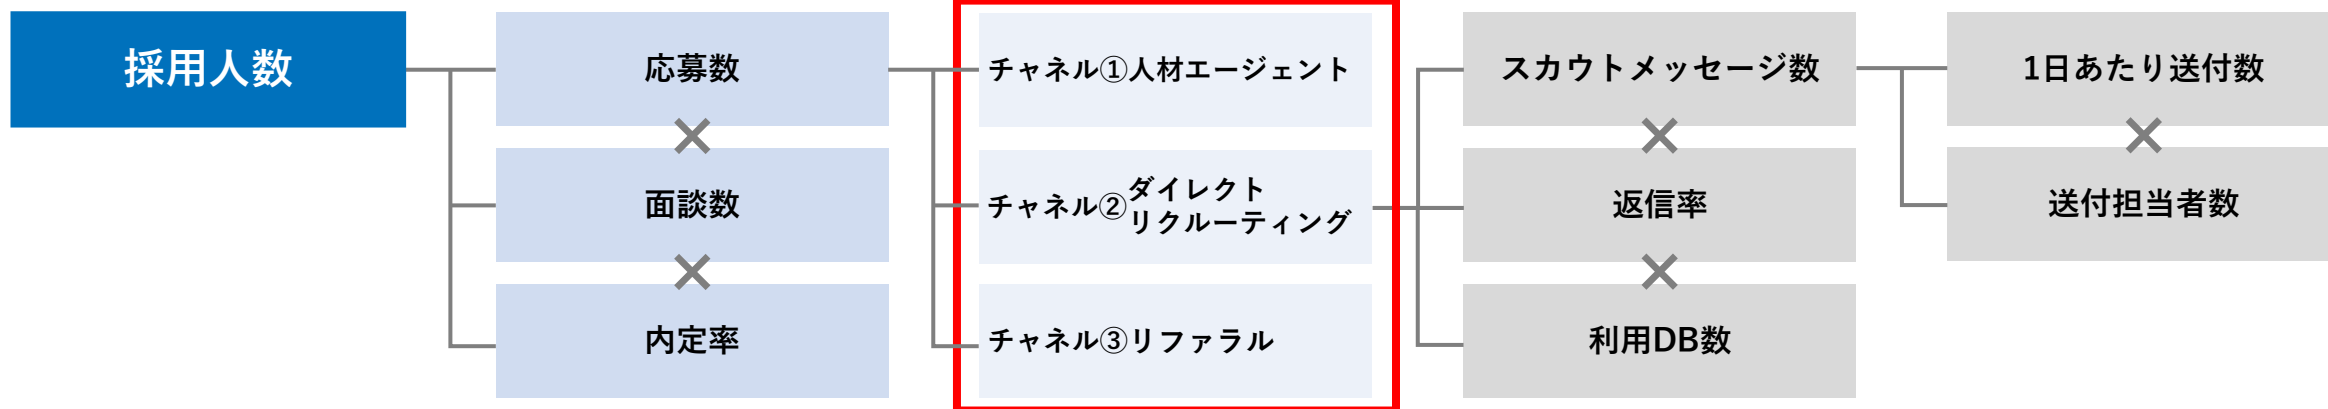 採用人数
応募数
×
面談数
×
内定率
チャネル①人材エージェント
チャネル②ダイレクト
リクルーティング
チャネル③リファラル
スカウトメッセージ数
×
返信率
×
利用DB数
1日あたり送付数
×
送付担当者数